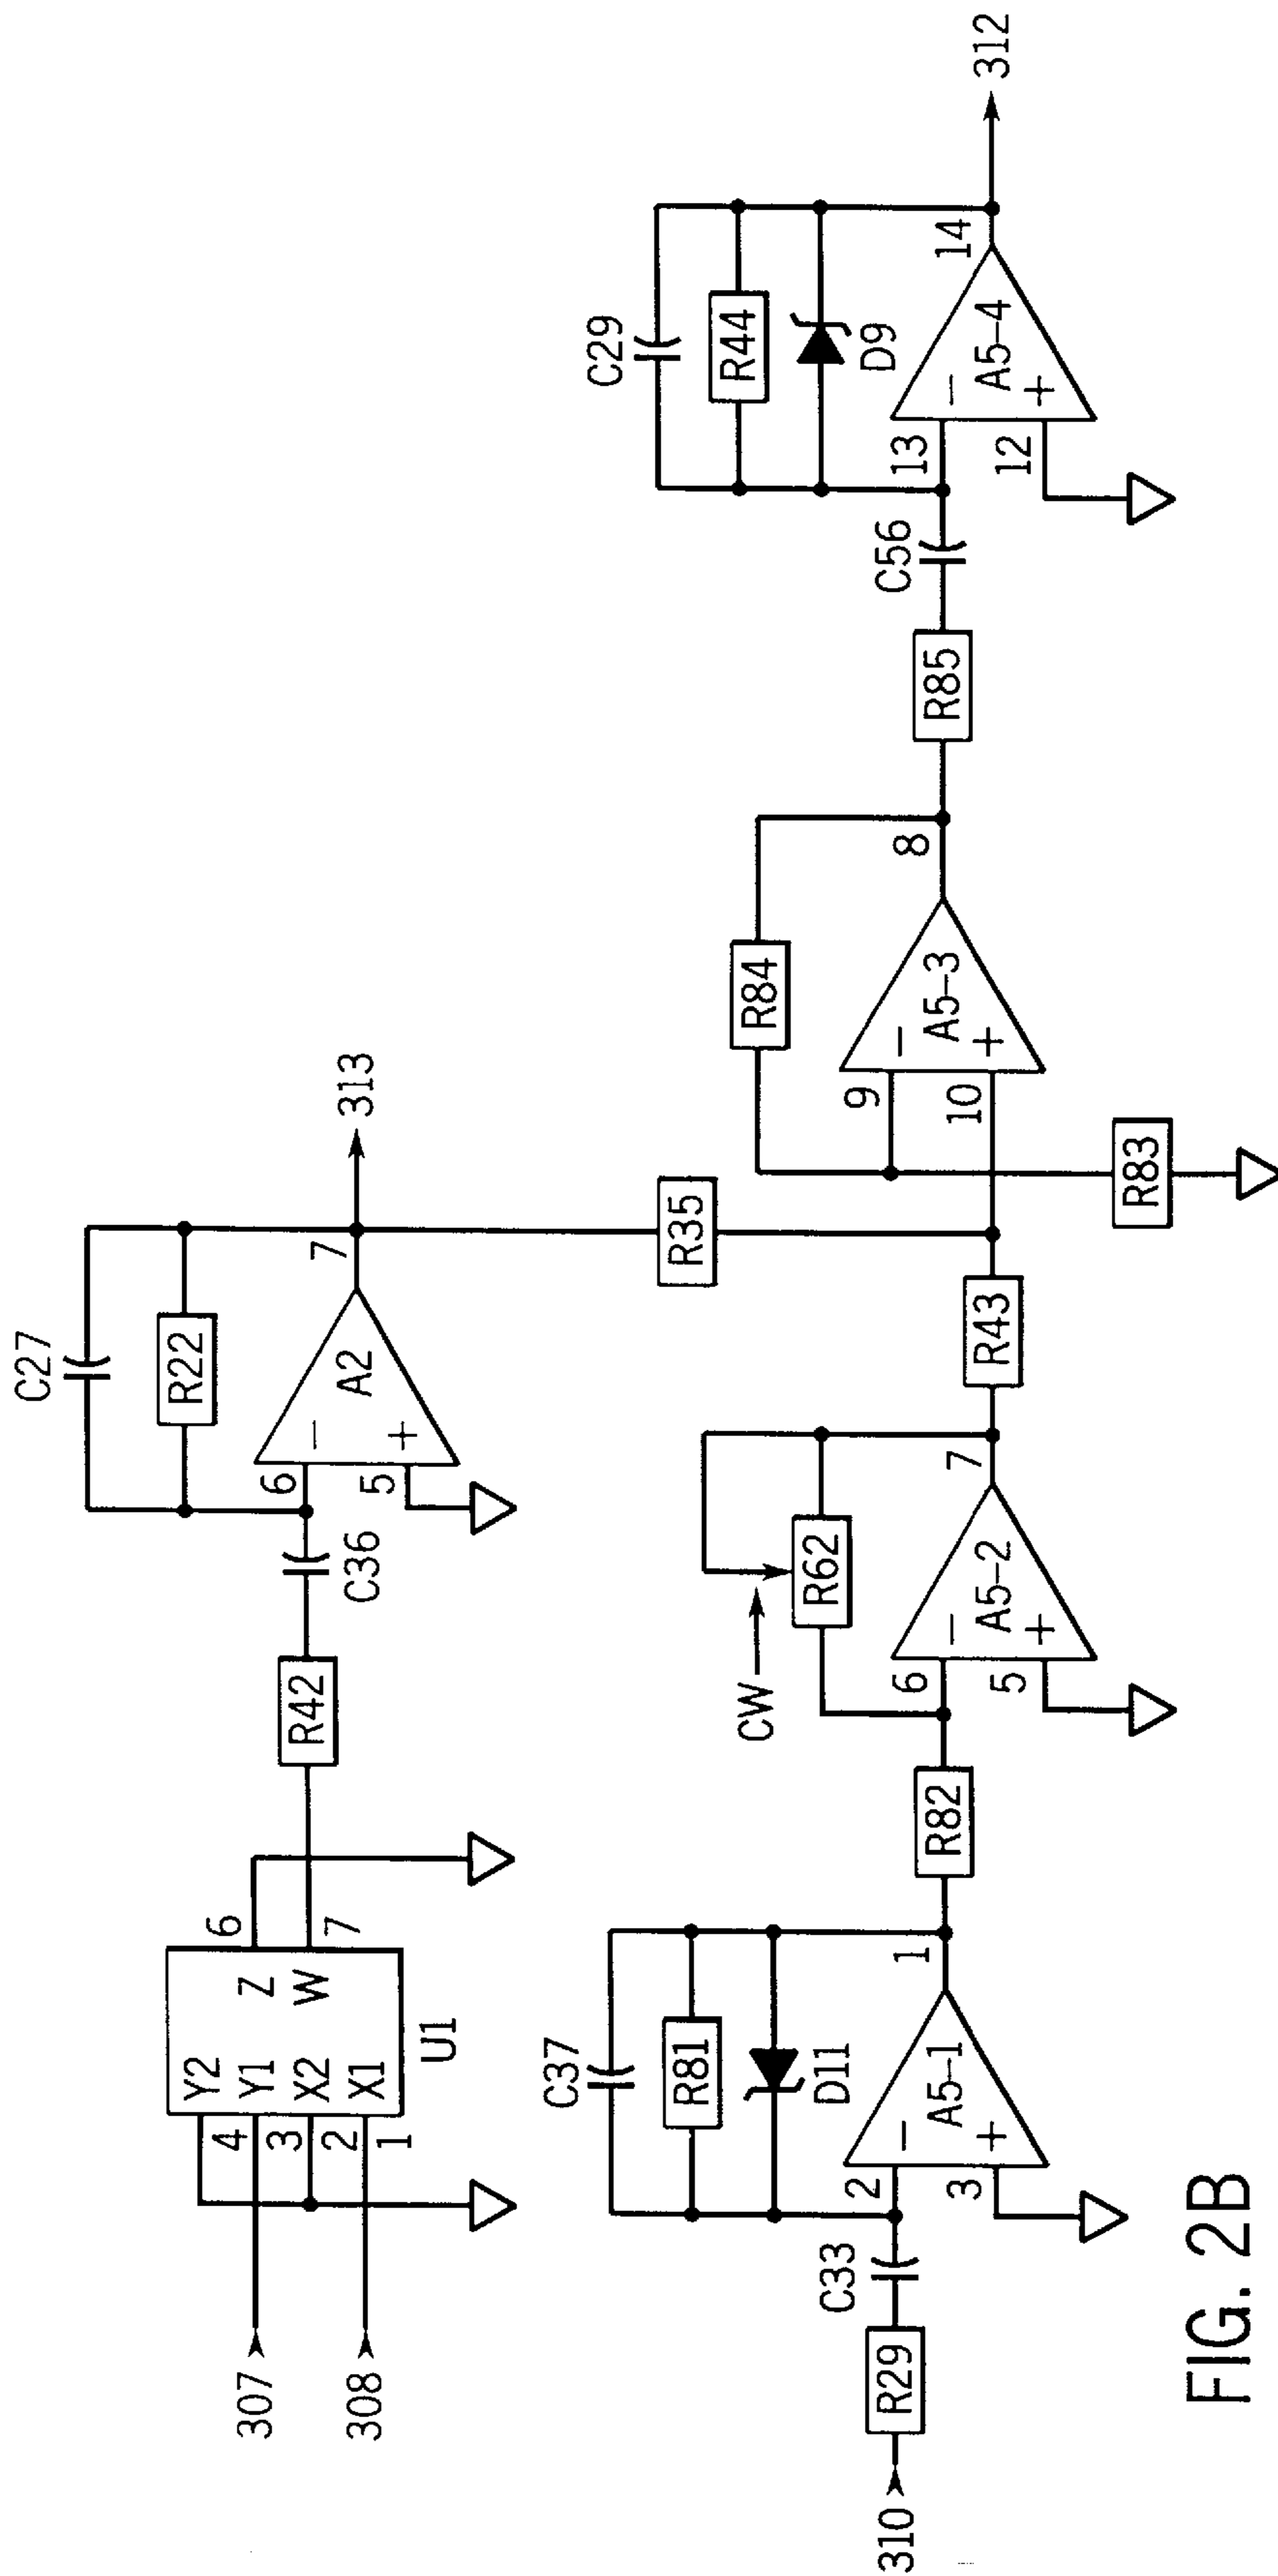 C27
R22
307
308
4
3
2
1
Y2
Y1
X2
X1
Z
W
6
7
U1
R42
C36
6
5
−
+
A2
7
313
R35
310
R29
C33
C37
R81
D11
2
3
−
+
A5-1
1
R82
CW
R62
6
5
−
+
A5-2
7
R43
R84
9
10
−
+
A5-3
8
R83
R85
C56
C29
R44
D9
13
12
−
+
A5-4
14
312
FIG. 2B